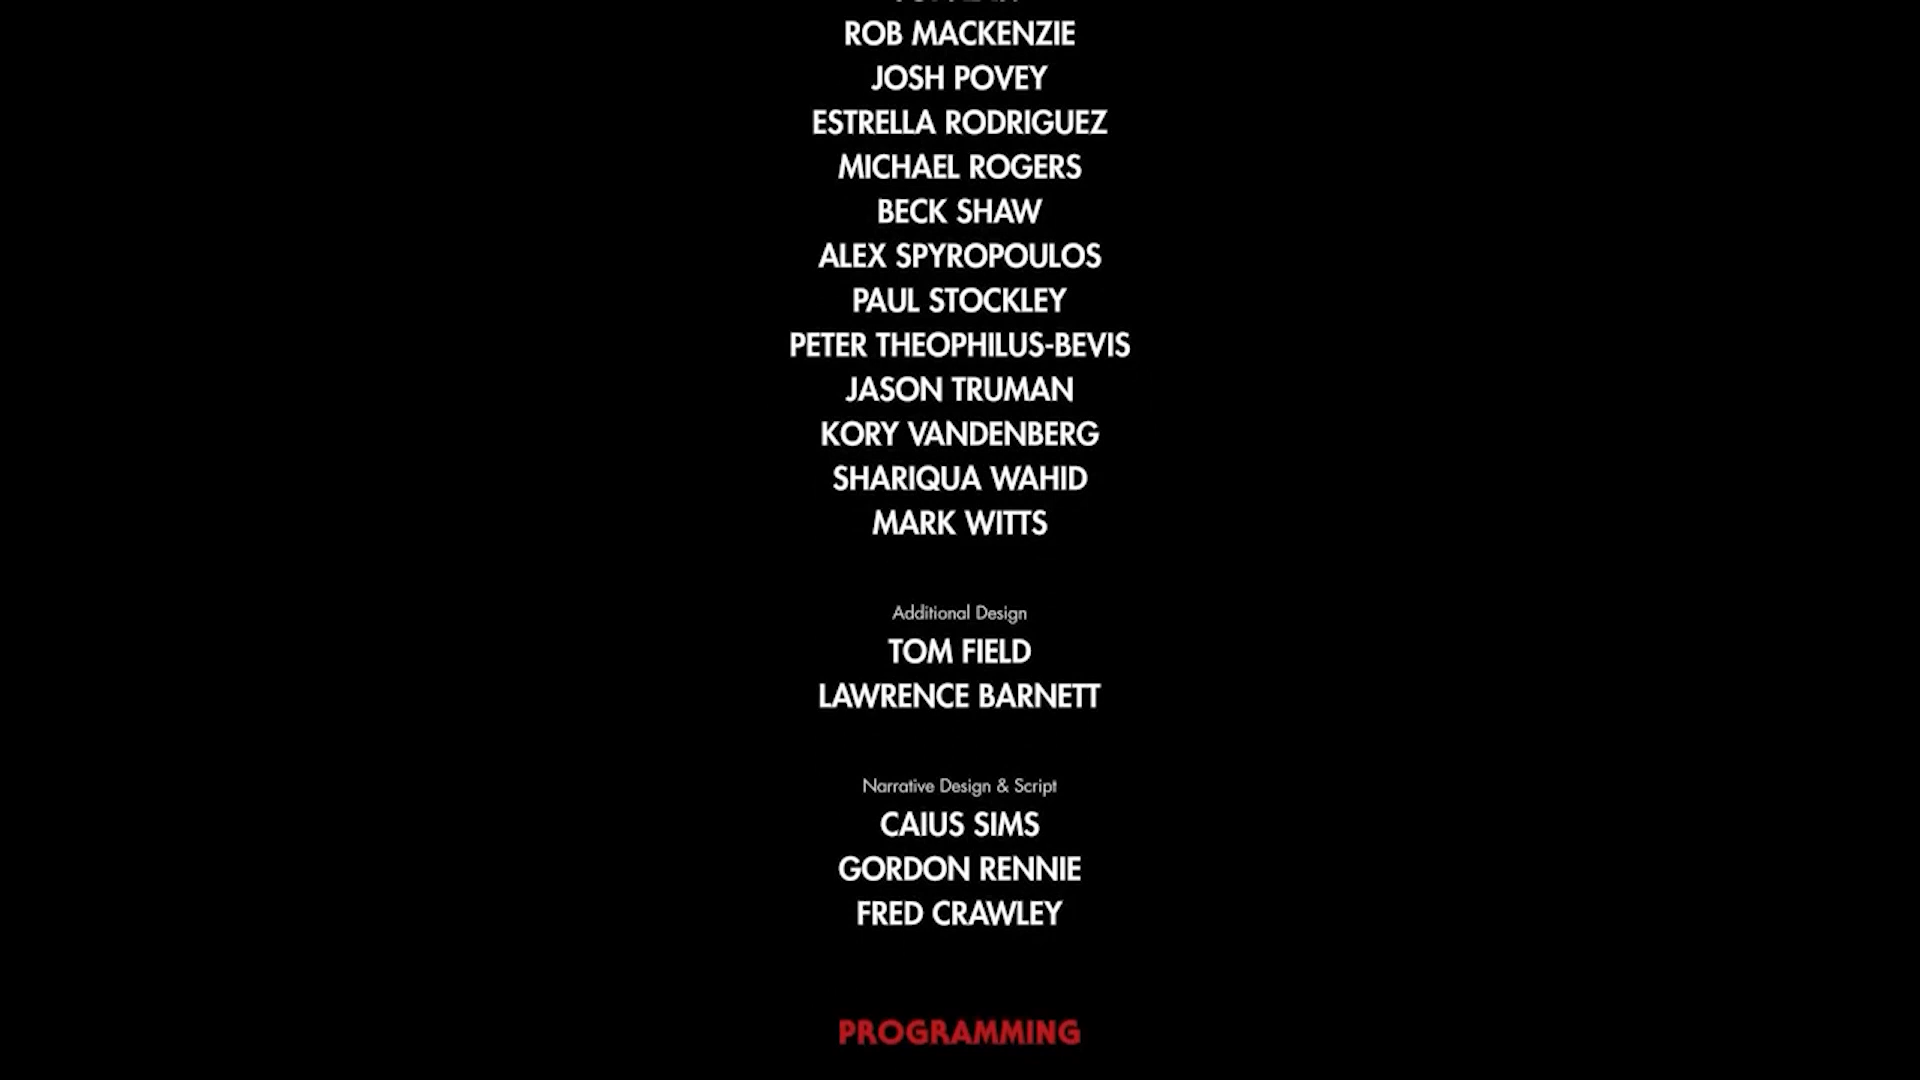 ROB MACKENZIE
JOSH POVEY
ESTRELLA RODRIGUEZ
MICHAEL ROGERS
BECK SHAW
ALEX SPYROPOULOS
PAUL STOCKLEY
PETER THEOPHILUS-BEVIS
JASON TRUMAN
KORY VANDENBERG
SHARIQUA WAHID
MARK WITTS
Additional Design
TOM FIELD
LAWRENCE BARNETT
Narrative Design & Script
CAIUS SIMS
GORDON RENNIE
FRED CRAWLEY
PROGRAMMING